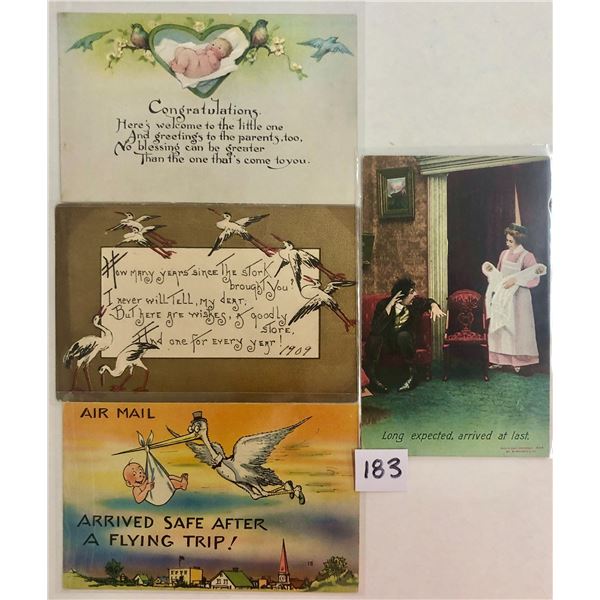 Congratulations.
Here's welcome to the little one
And greetings to the parents, too,
No blessing can be greater
Than the one that's come to you.
How many years since the stork
brought you?
I never will tell, my dear,
But here are wishes, a goodly
store,
And one for every year!
1909
AIR MAIL
ARRIVED SAFE AFTER
A FLYING TRIP!
18
Long expected, arrived at last.
183